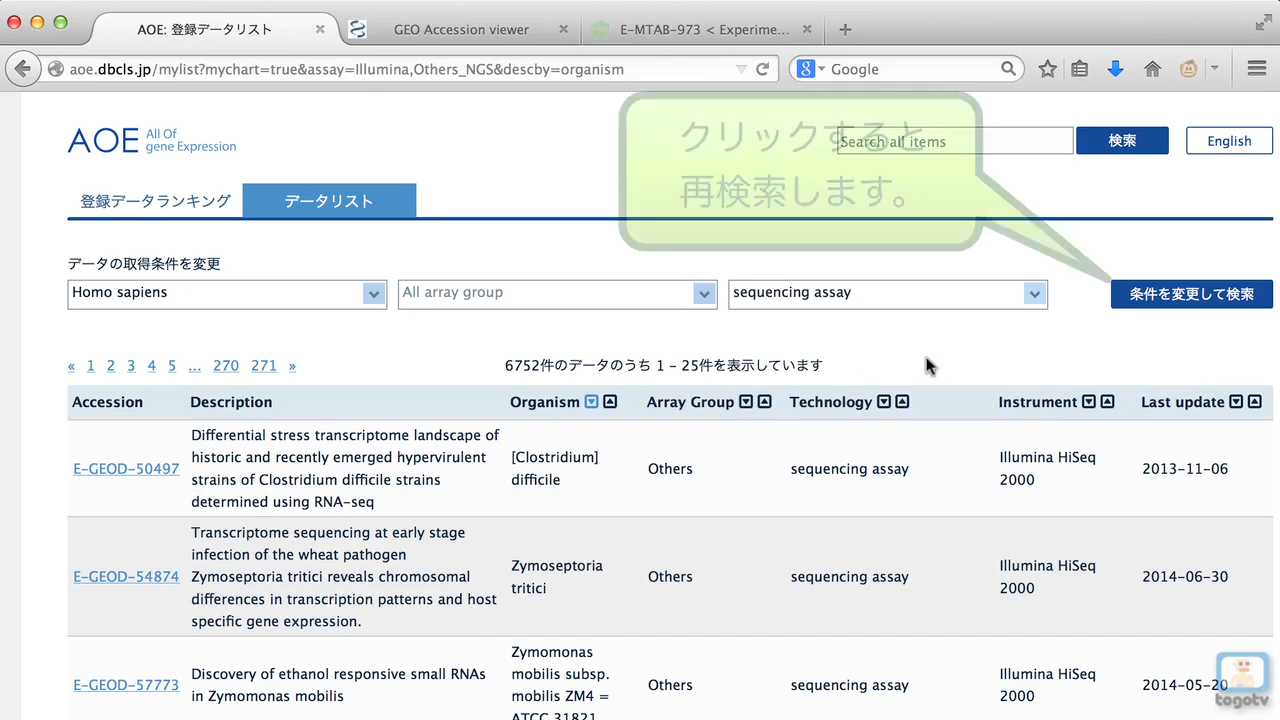 AOE: 登録データリスト
GEO Accession viewer
E-MTAB-973 < Experime...
aoe.dbcls.jp/mylist?mychart=true&assay=Illumina,Others_NGS&descby=organism
Google
クリックすると
再検索します。
AOE All Of gene Expression
Search all items
検索
English
登録データランキング
データリスト
データの取得条件を変更
Homo sapiens
All array group
sequencing assay
条件を変更して検索
« 1 2 3 4 5 ... 270 271 »
6752件のデータのうち 1 - 25件を表示しています
Accession Description Organism Array Group Technology Instrument Last update
E-GEOD-50497
Differential stress transcriptome landscape of
historic and recently emerged hypervirulent
strains of Clostridium difficile strains
determined using RNA-seq
[Clostridium]
difficile
Others
sequencing assay
Illumina HiSeq
2000
2013-11-06
E-GEOD-54874
Transcriptome sequencing at early stage
infection of the wheat pathogen
Zymoseptoria tritici reveals chromosomal
differences in transcription patterns and host
specific gene expression.
Zymoseptoria
tritici
Others
sequencing assay
Illumina HiSeq
2000
2014-06-30
E-GEOD-57773
Discovery of ethanol responsive small RNAs
in Zymomonas mobilis
Zymomonas
mobilis subsp.
mobilis ZM4 =
ATCC 31821
Others
sequencing assay
Illumina HiSeq
2000
2014-05-20
togotv